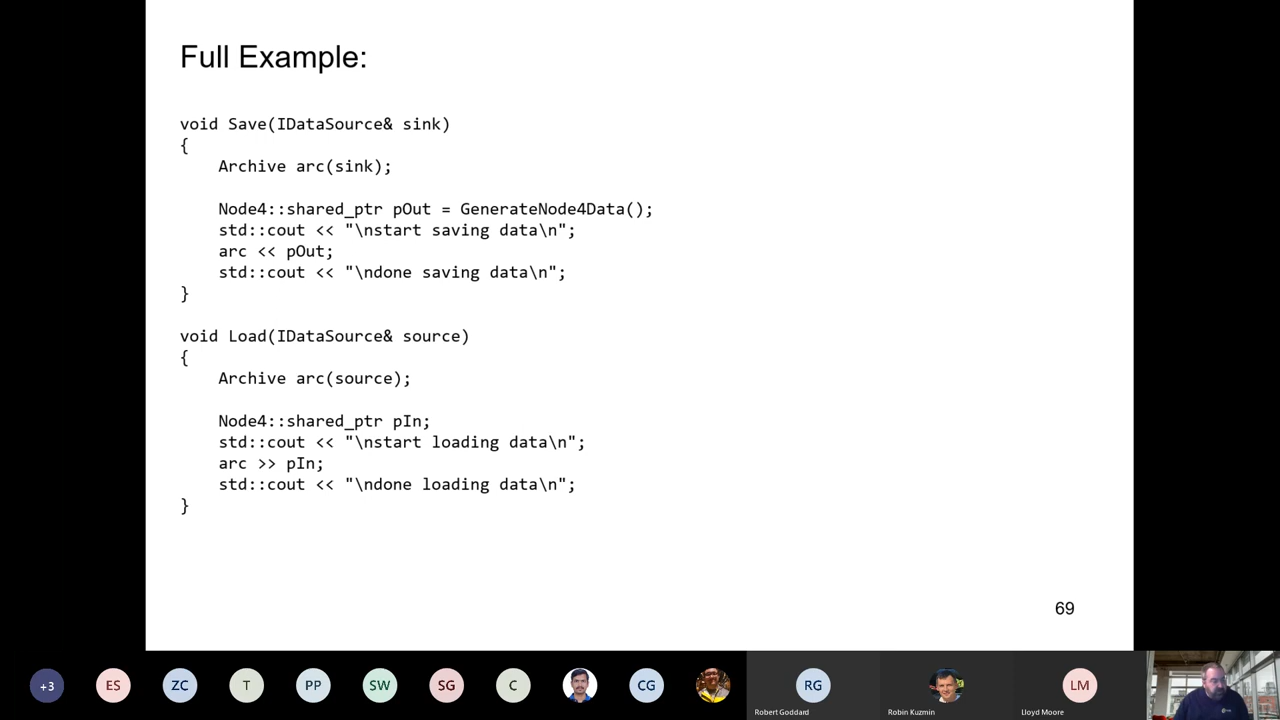 Full Example:
void Save(IDataSource& sink)
{
    Archive arc(sink);
    Node4::shared_ptr pOut = GenerateNode4Data();
    std::cout << "\nstart saving data\n";
    arc << pOut;
    std::cout << "\ndone saving data\n";
}
void Load(IDataSource& source)
{
    Archive arc(source);
    Node4::shared_ptr pIn;
    std::cout << "\nstart loading data\n";
    arc >> pIn;
    std::cout << "\ndone loading data\n";
}
69
+3 ES ZC T PP SW SG C CG RG LM
Robert Goddard Robin Kuzmin Lloyd Moore